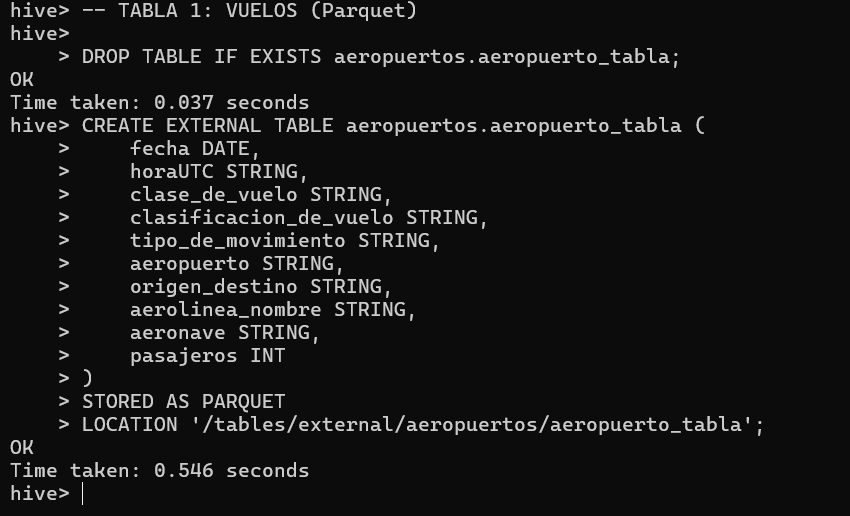 hive> -- TABLA 1: VUELOS (Parquet)
hive>
    > DROP TABLE IF EXISTS aeropuertos.aeropuerto_tabla;
OK
Time taken: 0.037 seconds
hive> CREATE EXTERNAL TABLE aeropuertos.aeropuerto_tabla (
    >     fecha DATE,
    >     horaUTC STRING,
    >     clase_de_vuelo STRING,
    >     clasificacion_de_vuelo STRING,
    >     tipo_de_movimiento STRING,
    >     aeropuerto STRING,
    >     origen_destino STRING,
    >     aerolinea_nombre STRING,
    >     aeronave STRING,
    >     pasajeros INT
    > )
    > STORED AS PARQUET
    > LOCATION '/tables/external/aeropuertos/aeropuerto_tabla';
OK
Time taken: 0.546 seconds
hive>